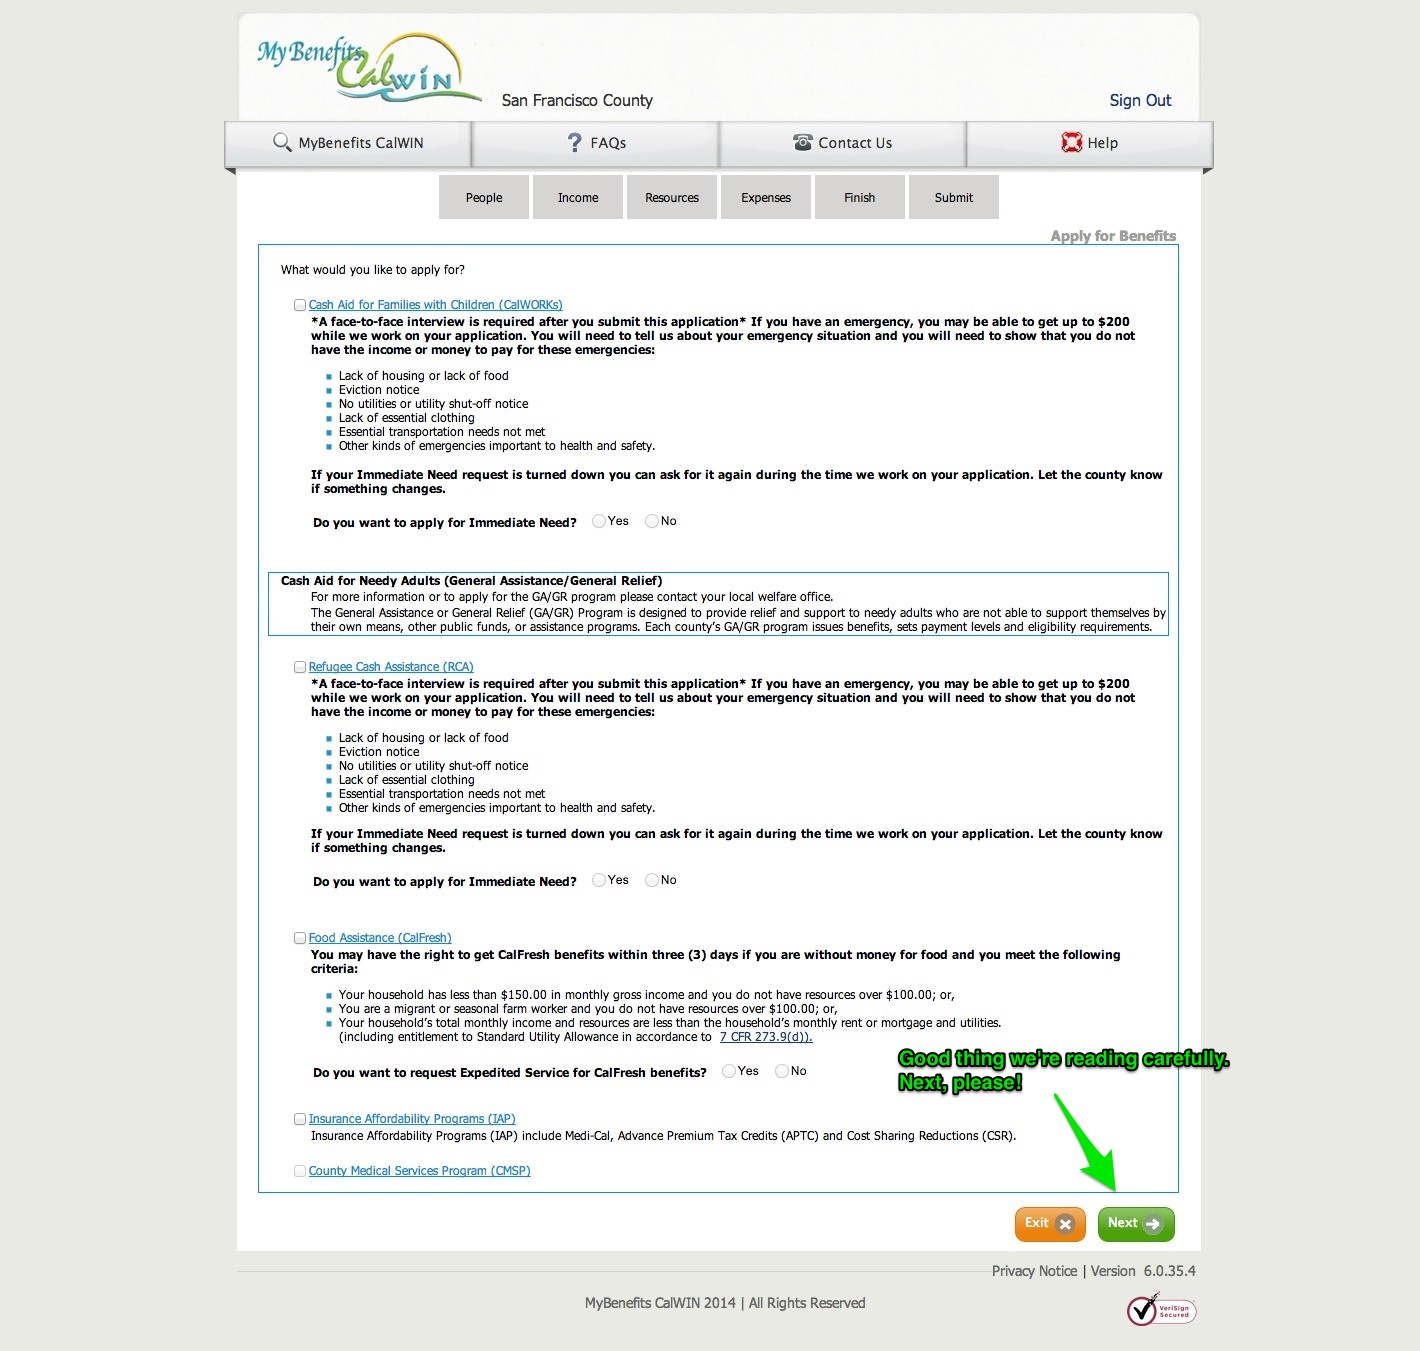 My Benefits
CalWIN
San Francisco County
Sign Out
MyBenefits CalWIN
FAQs
Contact Us
Help
People
Income
Resources
Expenses
Finish
Submit
Apply for Benefits
What would you like to apply for?
Cash Aid for Families with Children (CalWORKs)
*A face-to-face interview is required after you submit this application* If you have an emergency, you may be able to get up to $200
while we work on your application. You will need to tell us about your emergency situation and you will need to show that you do not
have the income or money to pay for these emergencies:
Lack of housing or lack of food
Eviction notice
No utilities or utility shut-off notice
Lack of essential clothing
Essential transportation needs not met
Other kinds of emergencies important to health and safety.
If your Immediate Need request is turned down you can ask for it again during the time we work on your application. Let the county know
if something changes.
Do you want to apply for Immediate Need? Yes No
Cash Aid for Needy Adults (General Assistance/General Relief)
For more information or to apply for the GA/GR program please contact your local welfare office.
The General Assistance or General Relief (GA/GR) Program is designed to provide relief and support to needy adults who are not able to support themselves by
their own means, other public funds, or assistance programs. Each county's GA/GR program issues benefits, sets payment levels and eligibility requirements.
Refugee Cash Assistance (RCA)
*A face-to-face interview is required after you submit this application* If you have an emergency, you may be able to get up to $200
while we work on your application. You will need to tell us about your emergency situation and you will need to show that you do not
have the income or money to pay for these emergencies:
Lack of housing or lack of food
Eviction notice
No utilities or utility shut-off notice
Lack of essential clothing
Essential transportation needs not met
Other kinds of emergencies important to health and safety.
If your Immediate Need request is turned down you can ask for it again during the time we work on your application. Let the county know
if something changes.
Do you want to apply for Immediate Need? Yes No
Food Assistance (CalFresh)
You may have the right to get CalFresh benefits within three (3) days if you are without money for food and you meet the following
criteria:
Your household has less than $150.00 in monthly gross income and you do not have resources over $100.00; or,
You are a migrant or seasonal farm worker and you do not have resources over $100.00; or,
Your household's total monthly income and resources are less than the household's monthly rent or mortgage and utilities.
(including entitlement to Standard Utility Allowance in accordance to 7 CFR 273.9(d)).
Good thing we're reading carefully.
Next, please!
Do you want to request Expedited Service for CalFresh benefits? Yes No
Insurance Affordability Programs (IAP)
Insurance Affordability Programs (IAP) include Medi-Cal, Advance Premium Tax Credits (APTC) and Cost Sharing Reductions (CSR).
County Medical Services Program (CMSP)
Exit
Next
Privacy Notice | Version 6.0.35.4
MyBenefits CalWIN 2014 | All Rights Reserved
VeriSign
Secured